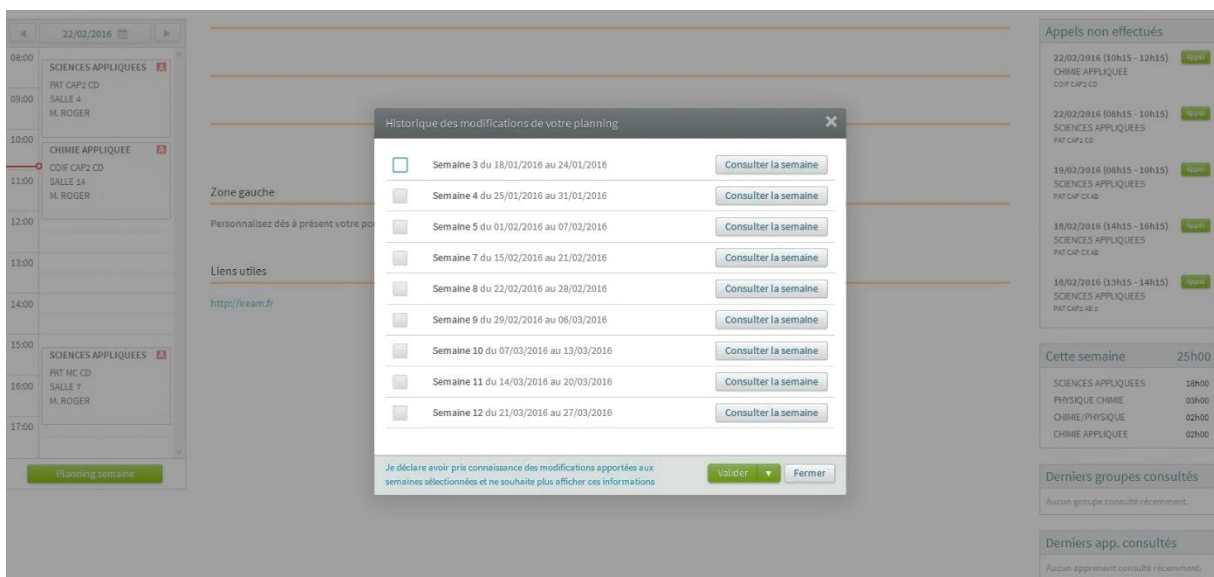 22/02/2016
08:00
SCIENCES APPLIQUEES A
PAT CAP2 CD
09:00
SALLE 4
M. ROGER
10:00
CHIMIE APPLIQUEE A
COIF CAP2 CD
11:00
SALLE 14
M. ROGER
12:00
13:00
14:00
15:00
SCIENCES APPLIQUEES A
PAT MC CD
16:00
SALLE 7
M. ROGER
17:00
Planning semaine
Zone gauche
Personnalisez dès à présent votre
Liens utiles
http://iream.fr
Historique des modifications de votre planning
Semaine 3 du 18/01/2016 au 24/01/2016 Consulter la semaine
Semaine 4 du 25/01/2016 au 31/01/2016 Consulter la semaine
Semaine 5 du 01/02/2016 au 07/02/2016 Consulter la semaine
Semaine 7 du 15/02/2016 au 21/02/2016 Consulter la semaine
Semaine 8 du 22/02/2016 au 28/02/2016 Consulter la semaine
Semaine 9 du 29/02/2016 au 06/03/2016 Consulter la semaine
Semaine 10 du 07/03/2016 au 13/03/2016 Consulter la semaine
Semaine 11 du 14/03/2016 au 20/03/2016 Consulter la semaine
Semaine 12 du 21/03/2016 au 27/03/2016 Consulter la semaine
Je déclare avoir pris connaissance des modifications apportées aux
semaines sélectionnées et ne souhaite plus afficher ces informations
Valider Fermer
Appels non effectués
22/02/2016 (10h15 - 12h15) Appel
CHIMIE APPLIQUEE
COIF CAP2 CD
22/02/2016 (08h15 - 10h15) Appel
SCIENCES APPLIQUEES
PAT CAP2 CD
19/02/2016 (08h15 - 10h15) Appel
SCIENCES APPLIQUEES
PAT CAP CX AB
18/02/2016 (14h15 - 16h15) Appel
SCIENCES APPLIQUEES
PAT CAP CX AB
18/02/2016 (13h15 - 14h15) Appel
SCIENCES APPLIQUEES
PAT CAP2 AB 2
Cette semaine 25h00
SCIENCES APPLIQUEES 18h00
PHYSIQUE CHIMIE 03h00
CHIMIE/PHYSIQUE 02h00
CHIMIE APPLIQUEE 02h00
Derniers groupes consultés
Aucun groupe consulté récemment.
Derniers app. consultés
Aucun apprenant consulté récemment.